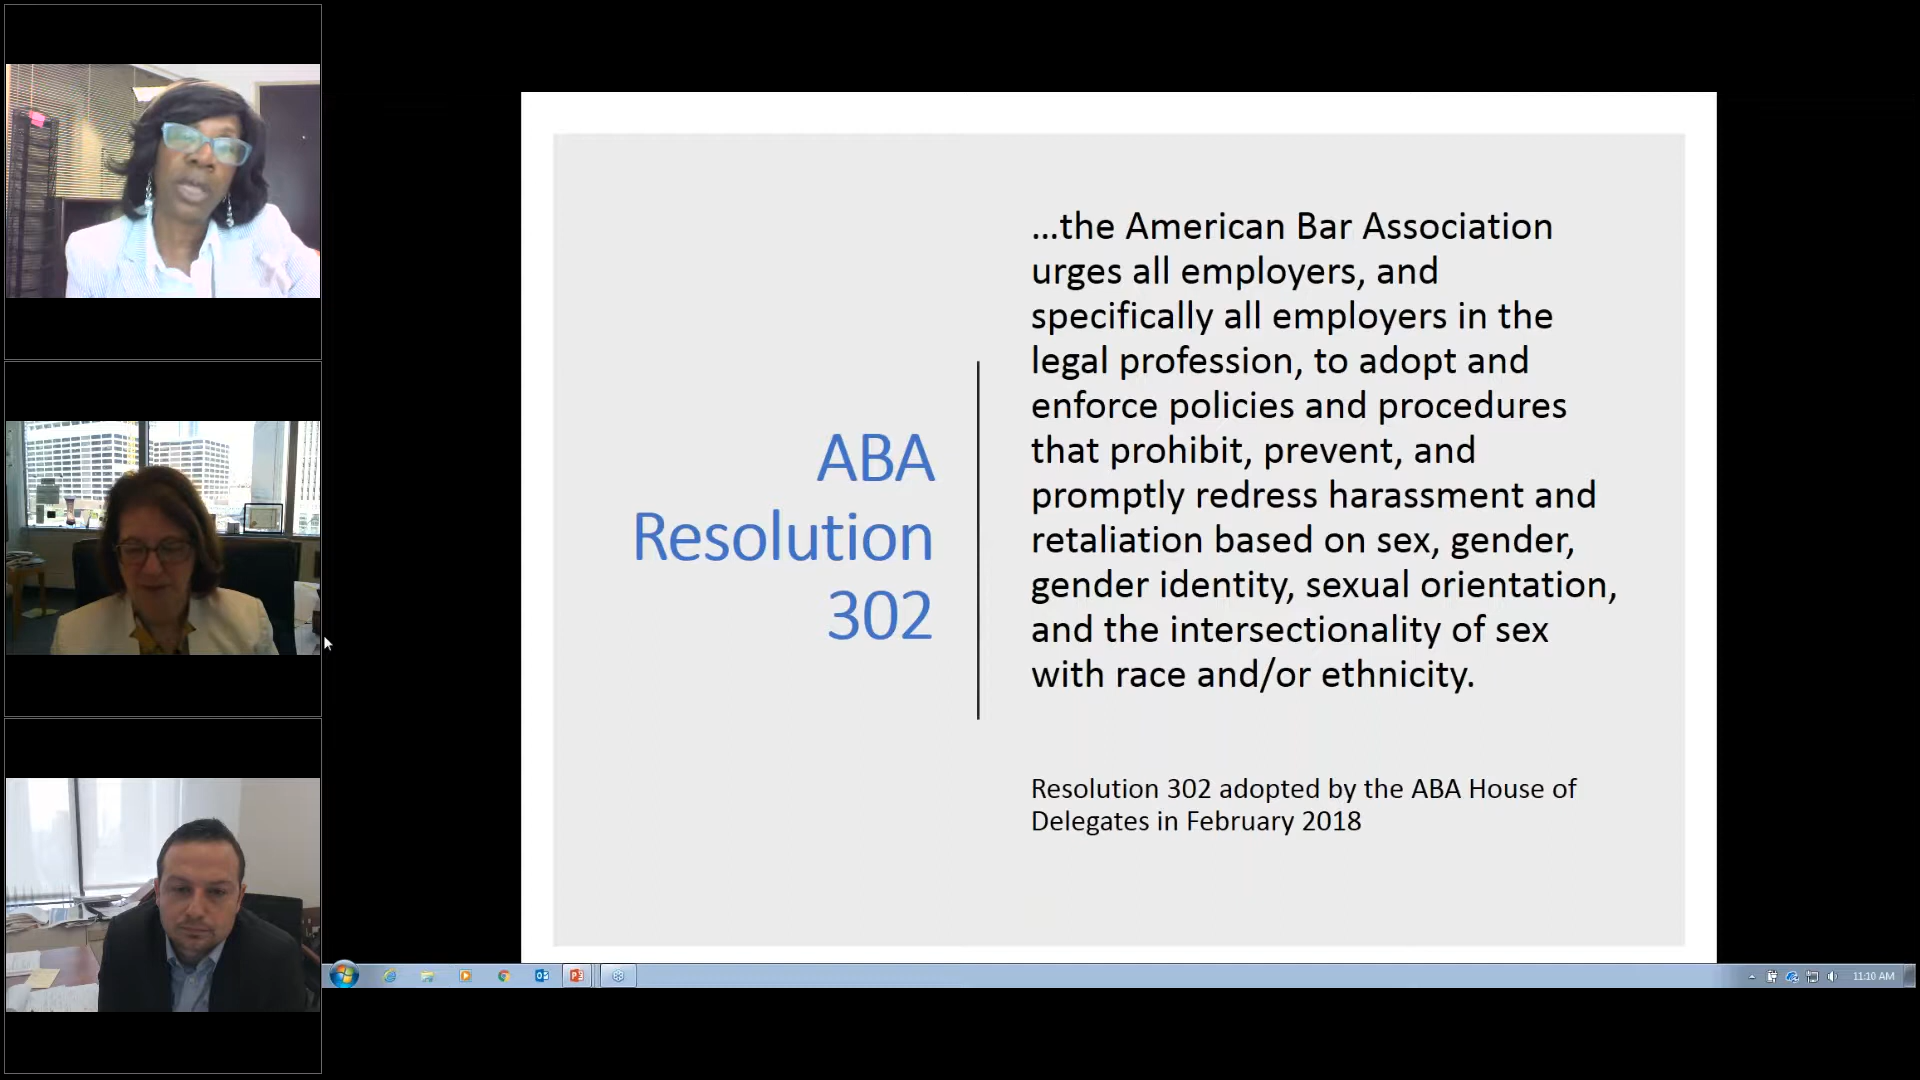 ABA
Resolution
302
...the American Bar Association
urges all employers, and
specifically all employers in the
legal profession, to adopt and
enforce policies and procedures
that prohibit, prevent, and
promptly redress harassment and
retaliation based on sex, gender,
gender identity, sexual orientation,
and the intersectionality of sex
with race and/or ethnicity.
Resolution 302 adopted by the ABA House of
Delegates in February 2018
11:10 AM